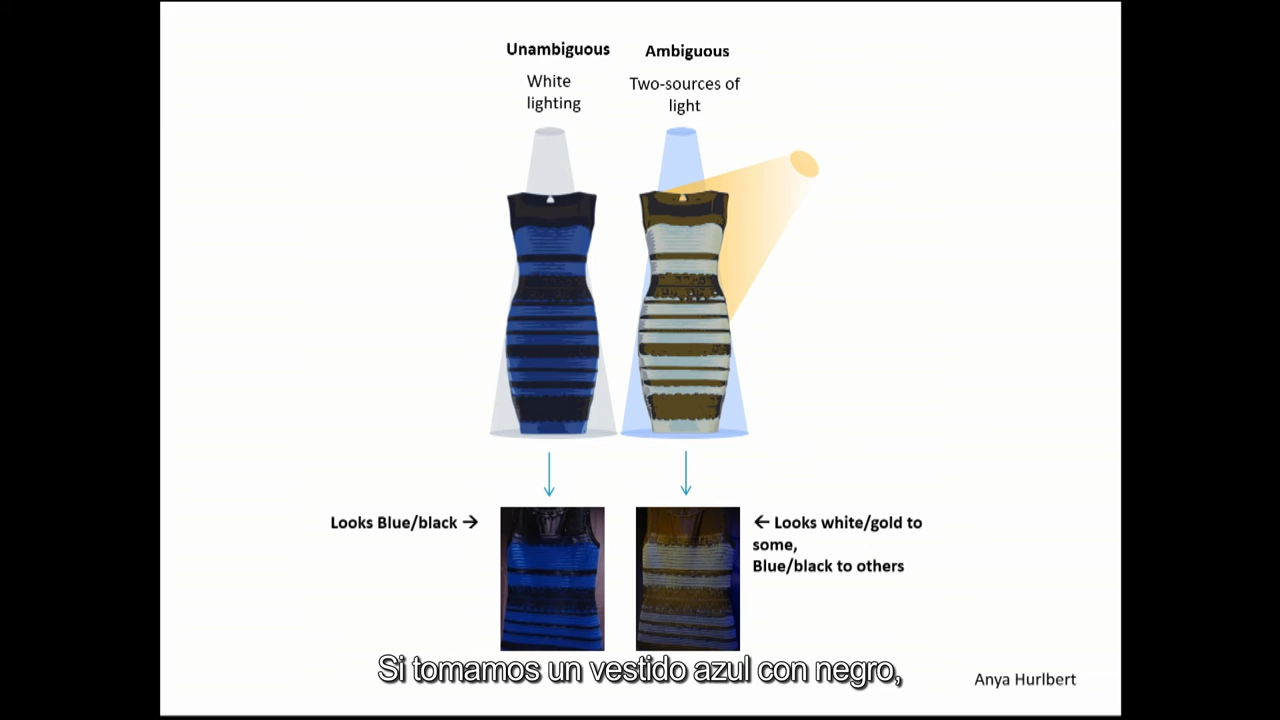 Unambiguous
White
lighting
Ambiguous
Two-sources of
light
Looks Blue/black →
← Looks white/gold to
some,
Blue/black to others
Si tomamos un vestido azul con negro,
Anya Hurlbert